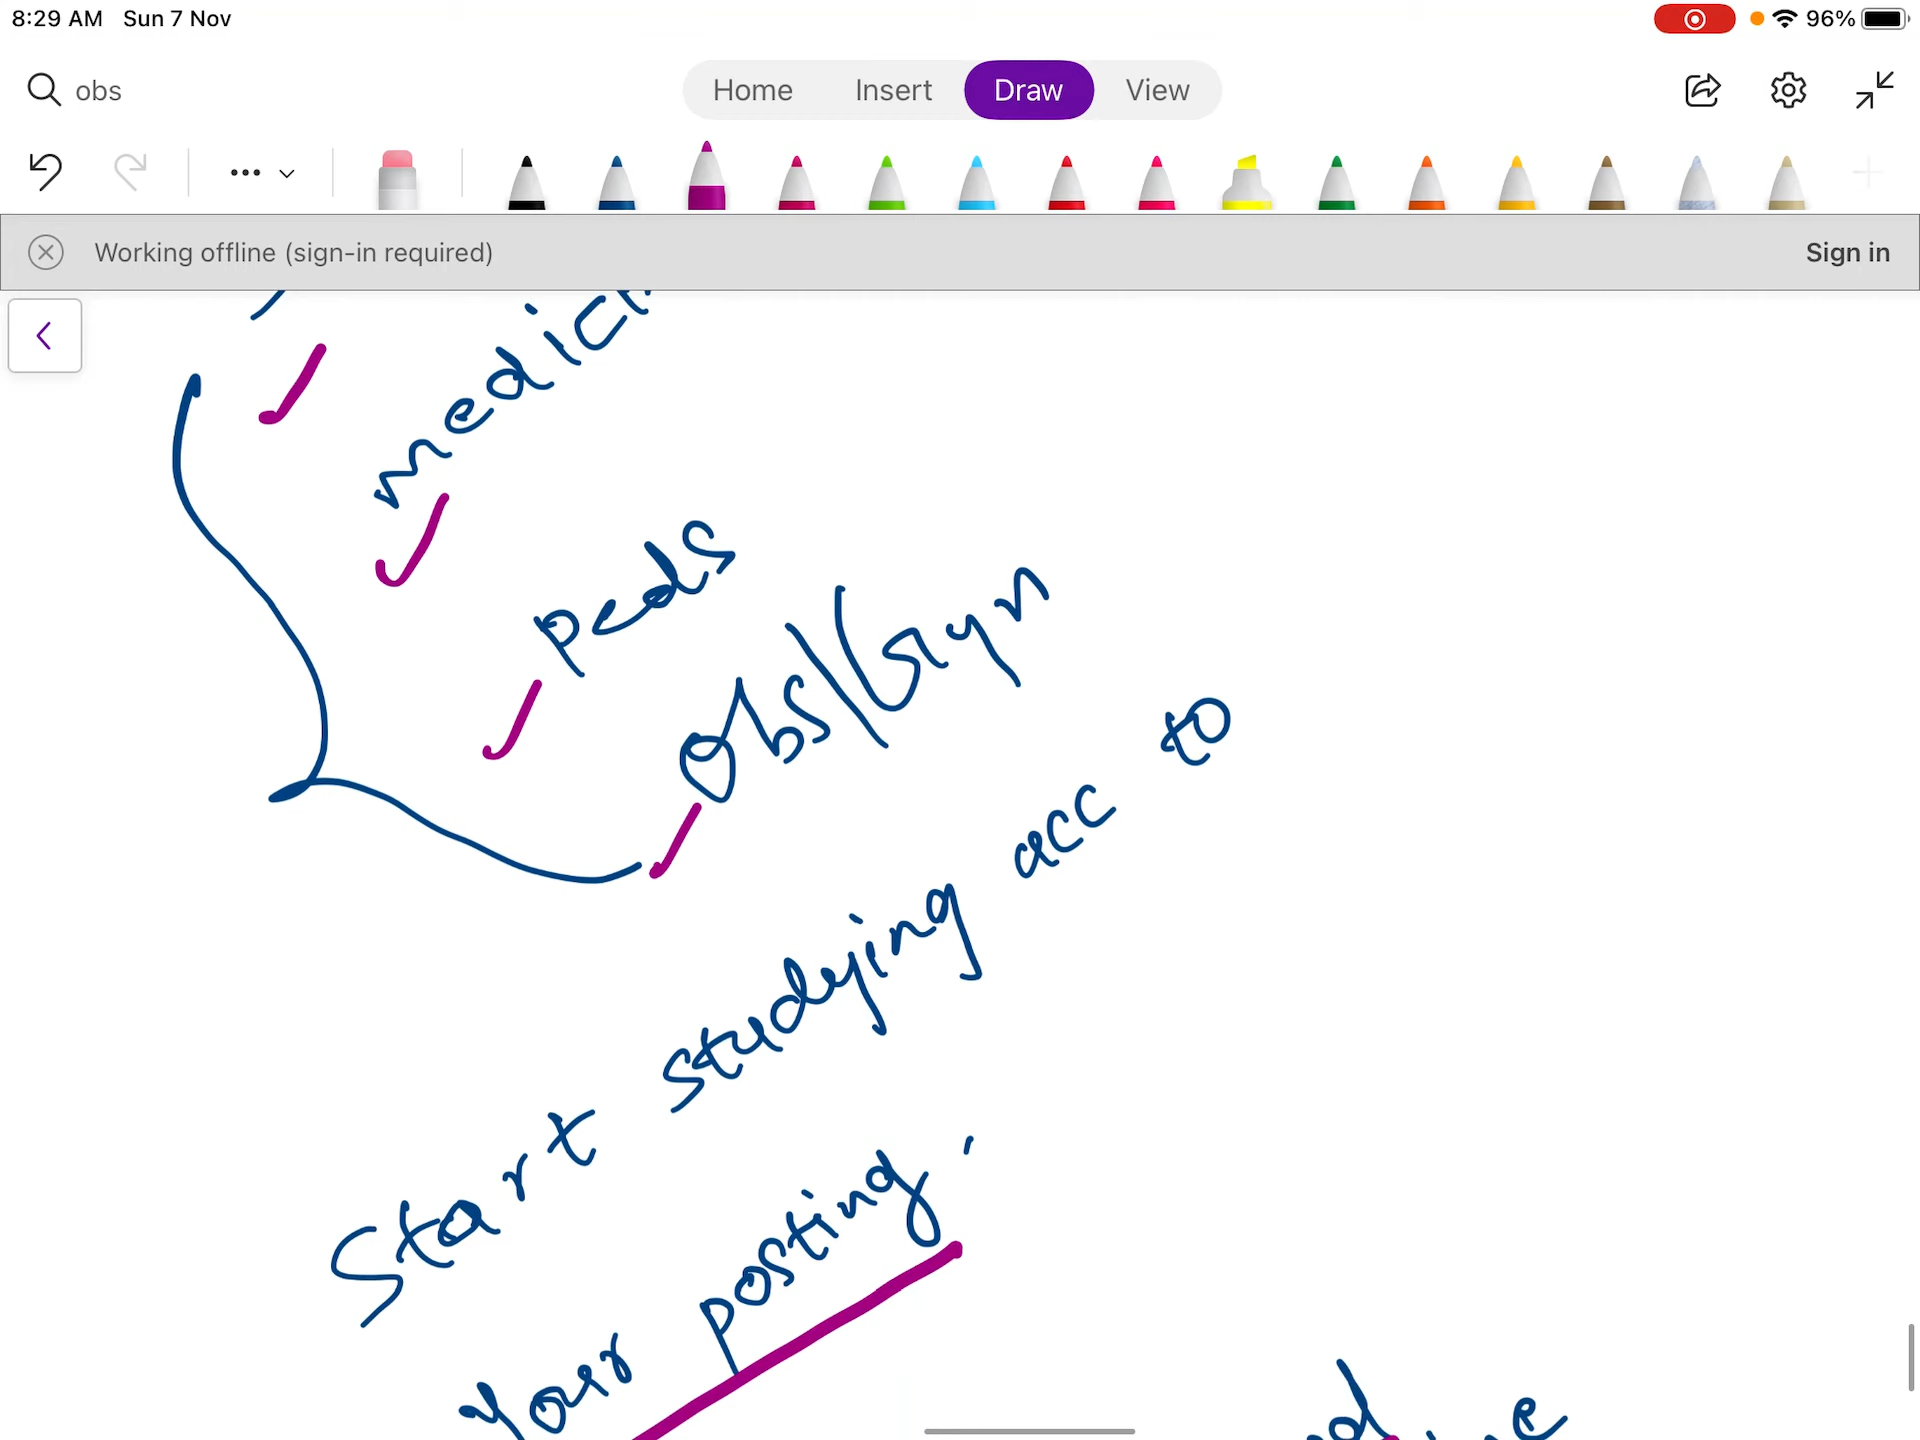 8:29 AM Sun 7 Nov
96%
obs
Home Insert Draw View
Working offline (sign-in required)
Sign in
peds
Obs/Gyn
Start studying acc to
Your posting.